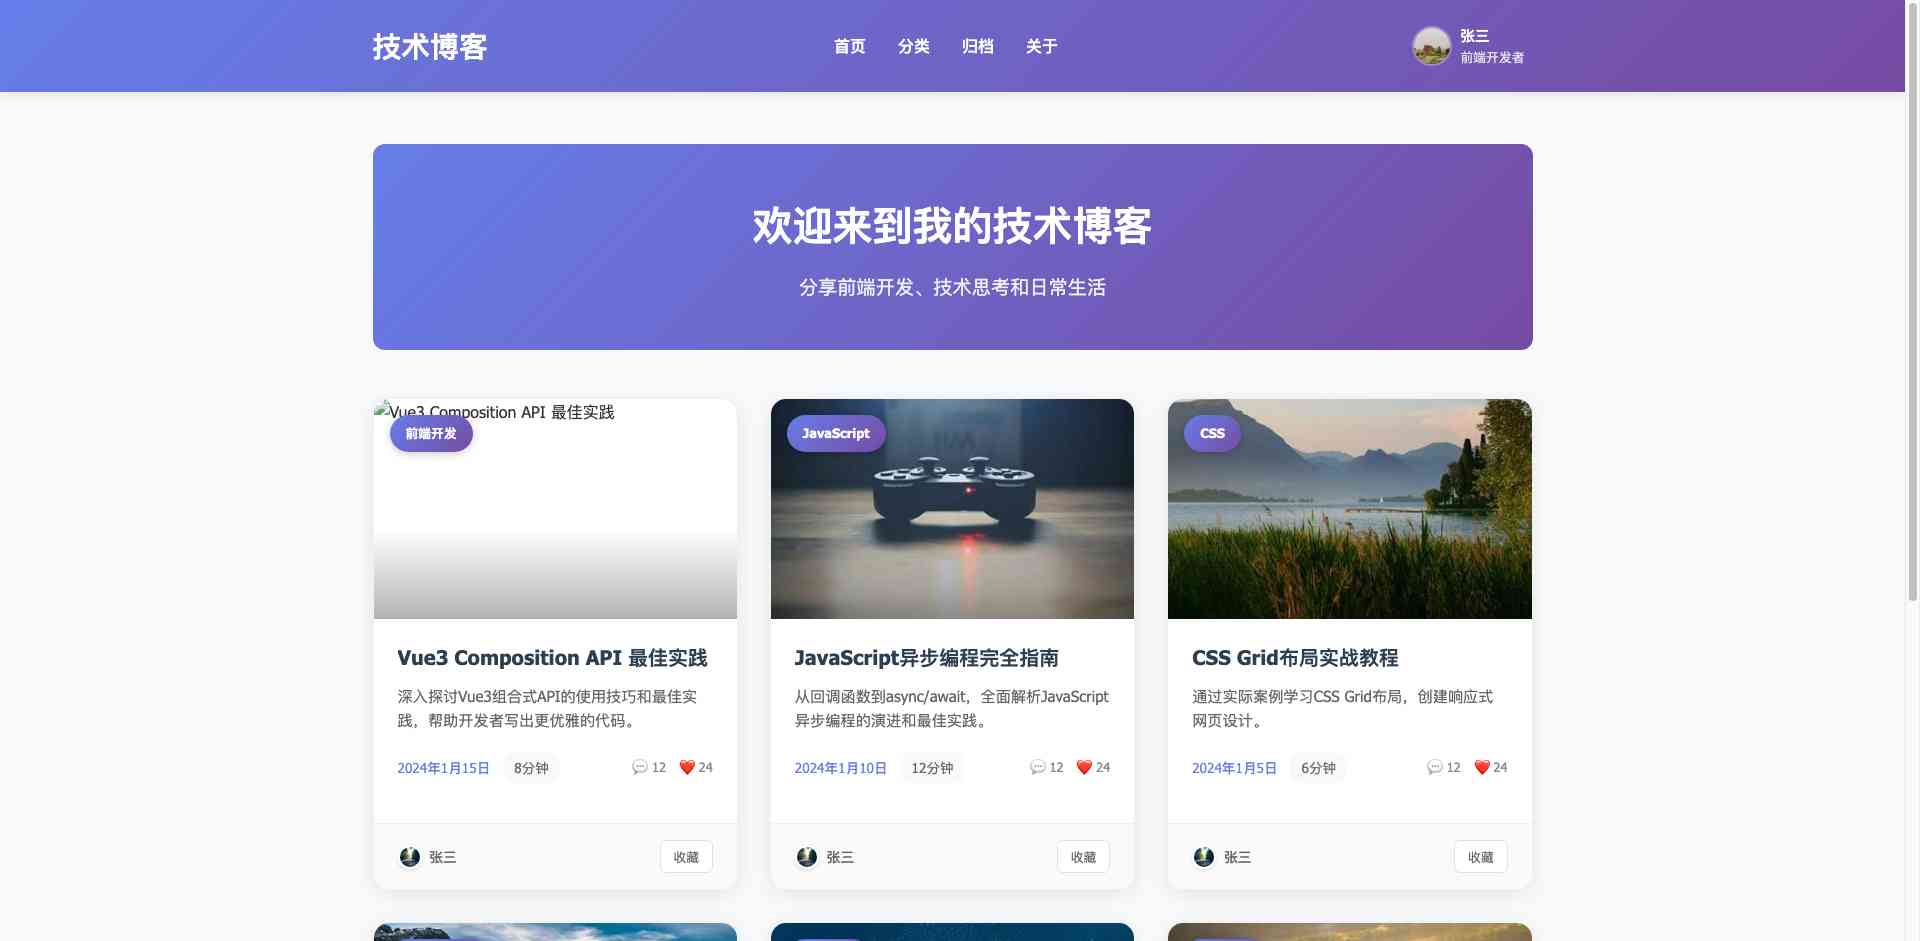 技术博客
首页 分类 归档 关于
张三
前端开发者
欢迎来到我的技术博客
分享前端开发、技术思考和日常生活
Vue3 Composition API 最佳实践
前端开发
Vue3 Composition API 最佳实践
深入探讨Vue3组合式API的使用技巧和最佳实
践，帮助开发者写出更优雅的代码。
2024年1月15日 8分钟 12 24
张三 收藏
JavaScript
JavaScript异步编程完全指南
从回调函数到async/await，全面解析JavaScript
异步编程的演进和最佳实践。
2024年1月10日 12分钟 12 24
张三 收藏
CSS
CSS Grid布局实战教程
通过实际案例学习CSS Grid布局，创建响应式
网页设计。
2024年1月5日 6分钟 12 24
张三 收藏